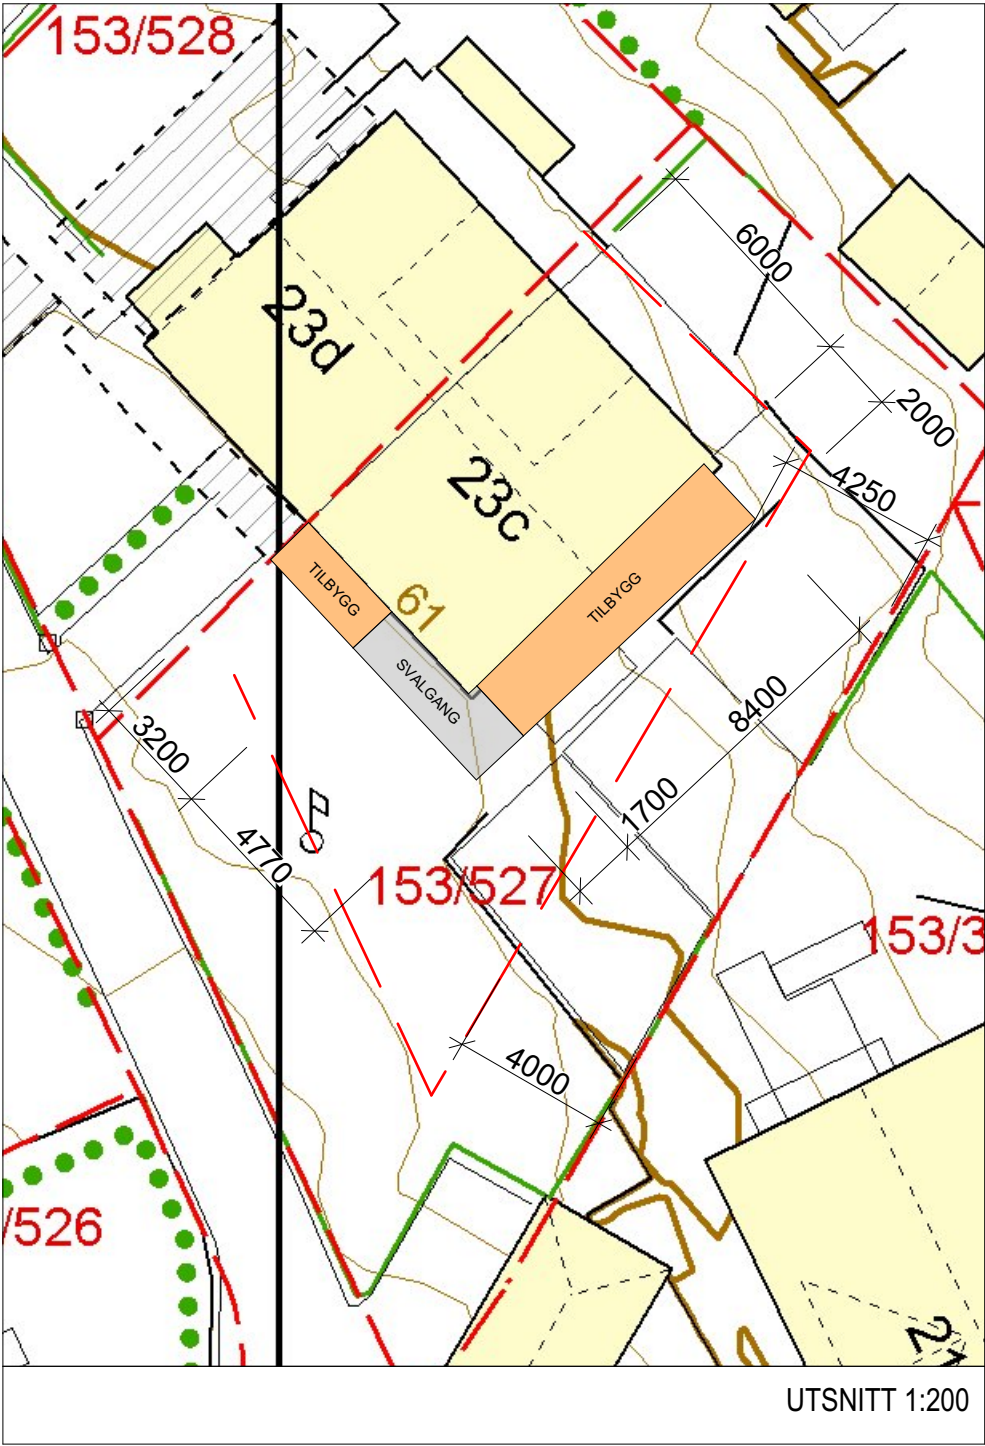 153/528
6000
2000
23d
4250
23c
TILBYGG
61
TILBYGG
SVALGANG
8400
3200
1700
4770
153/527
153/3
4000
/526
21
UTSNITT 1:200